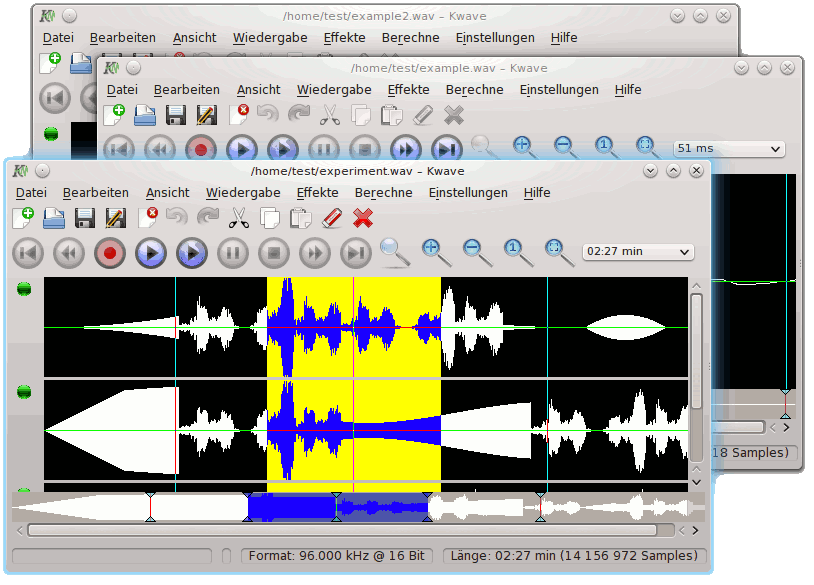 /home/test/example2.wav – Kwave
Datei Bearbeiten Ansicht Wiedergabe Effekte Berechne Einstellungen Hilfe
/home/test/example.wav – Kwave
Datei Bearbeiten Ansicht Wiedergabe Effekte Berechne Einstellungen Hilfe
1
51 ms
/home/test/experiment.wav – Kwave
Datei Bearbeiten Ansicht Wiedergabe Effekte Berechne Einstellungen Hilfe
1
02:27 min
18 Samples)
Format: 96.000 kHz @ 16 Bit
Länge: 02:27 min (14 156 972 Samples)